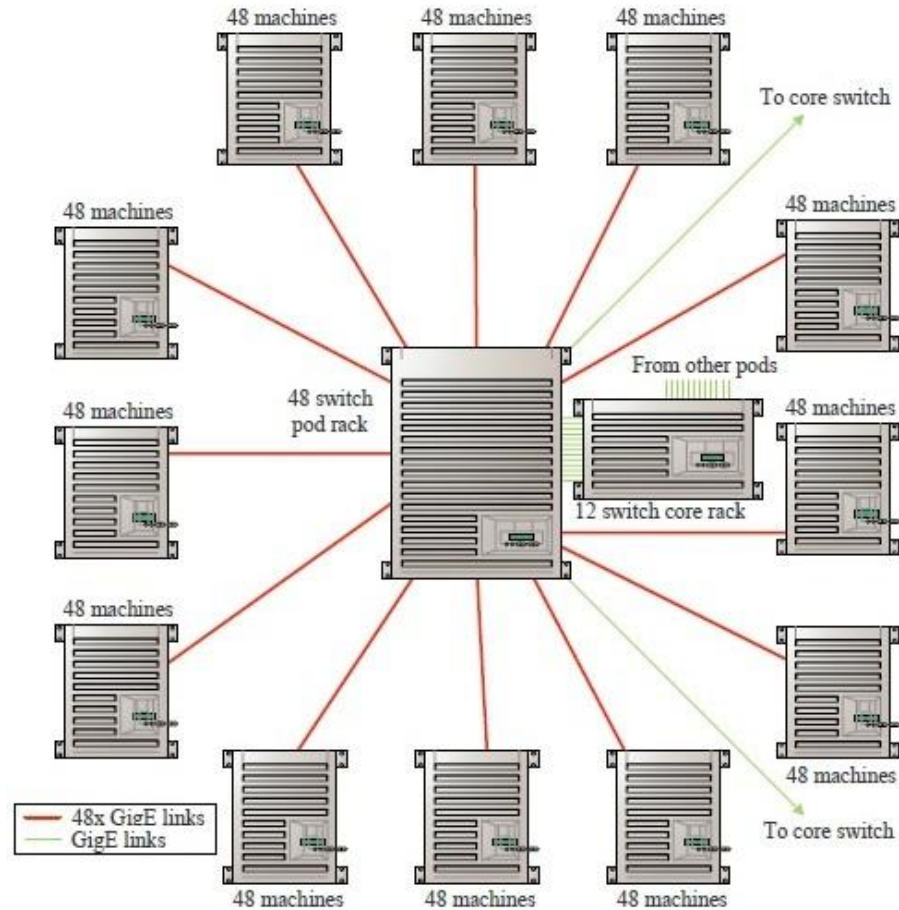 48 machines
48 machines
48 machines
To core switch
48 machines
48 machines
From other pods
48 switch
pod rack
48 machines
48 machines
12 switch core rack
48 machines
48 machines
48x GigE links
GigE links
To core switch
48 machines
48 machines
48 machines